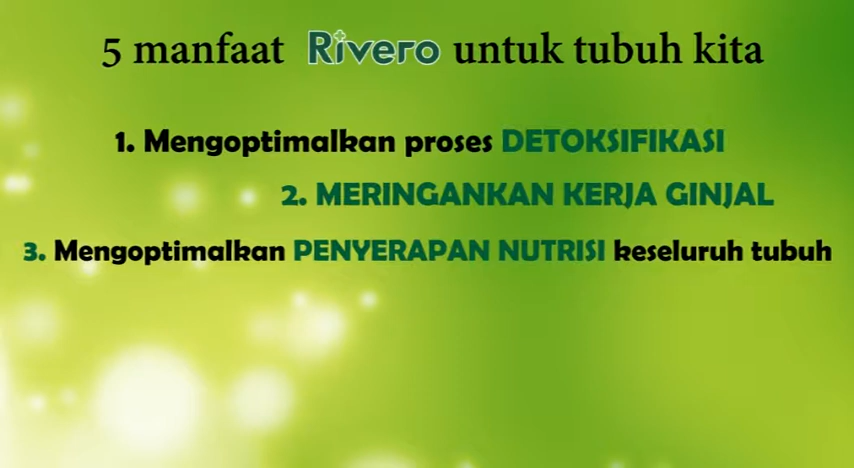 5 manfaat Rivero untuk tubuh kita
1. Mengoptimalkan proses DETOKSIFIKASI
2. MERINGANKAN KERJA GINJAL
3. Mengoptimalkan PENYERAPAN NUTRISI keseluruh tubuh